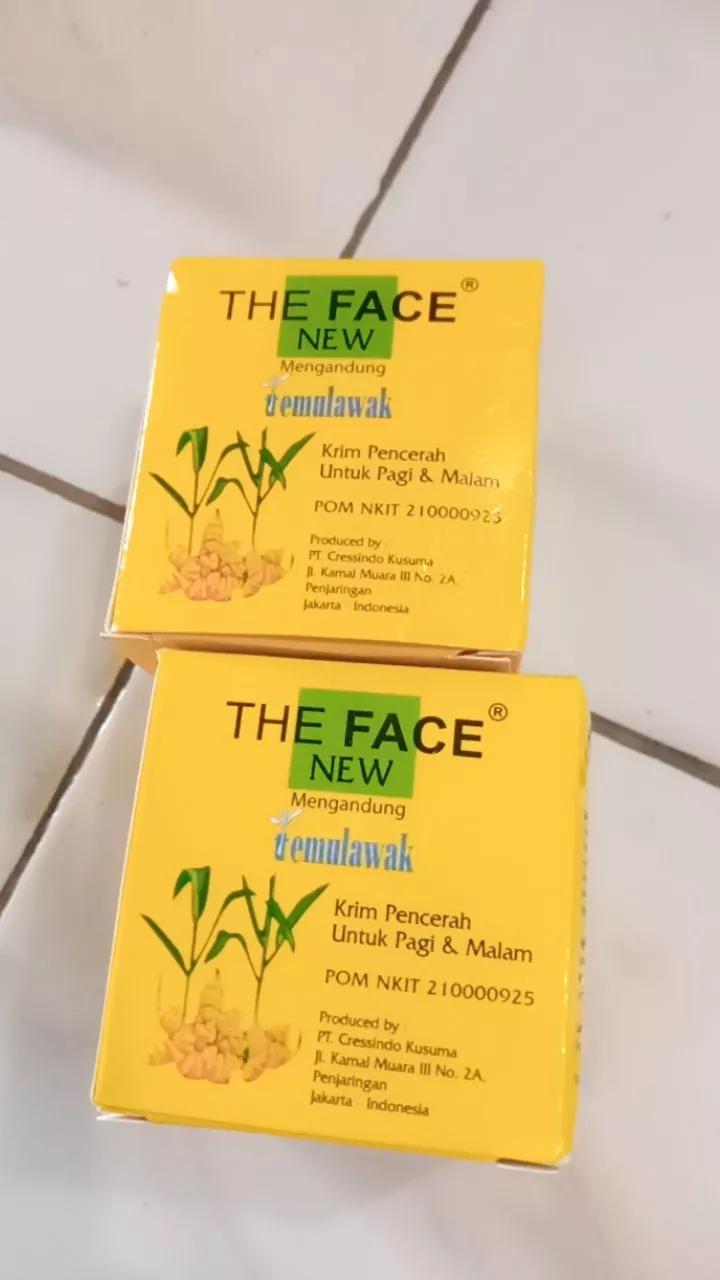 THE FACE®
NEW
Mengandung
temulawak
Krim Pencerah
Untuk Pagi & Malam
POM NKIT 210000925
Produced by :
PT. Cressindo Kusuma
Jl. Kamal Muara III No. 2A,
Penjaringan
Jakarta - Indonesia
THE FACE®
NEW
Mengandung
temulawak
Krim Pencerah
Untuk Pagi & Malam
POM NKIT 210000925
Produced by :
PT. Cressindo Kusuma
Jl. Kamal Muara III No. 2A,
Penjaringan
Jakarta - Indonesia